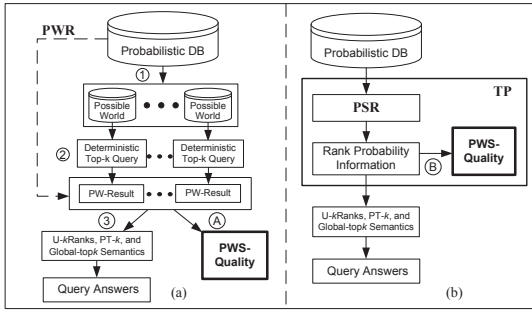 PWR
Probabilistic DB
①
Possible World
Possible World
②
Deterministic Top-k Query
Deterministic Top-k Query
PW-Result
PW-Result
③
Ⓐ
U-kRanks, PT-k, and Global-topk Semantics
PWS-Quality
Query Answers
(a)
Probabilistic DB
TP
PSR
Rank Probability Information
Ⓑ
PWS-Quality
U-kRanks, PT-k, and Global-topk Semantics
Query Answers
(b)